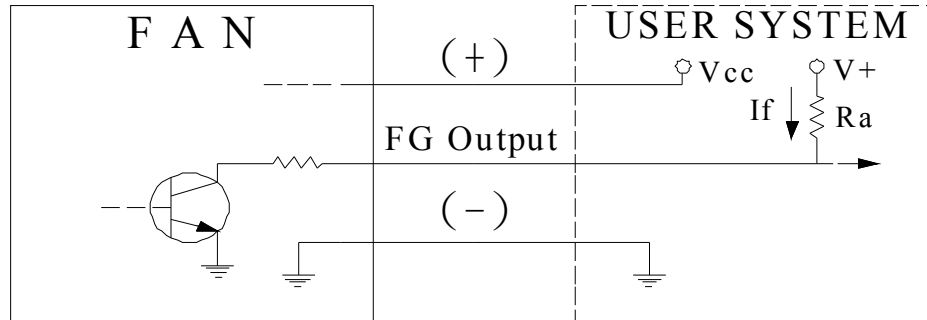 F A N
USER SYSTEM
(+)
Vcc
V+
If
Ra
FG Output
(-)